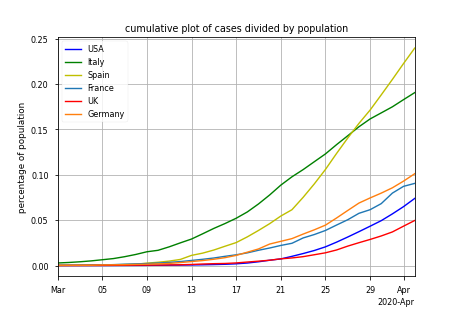 cumulative plot of cases divided by population
percentage of population
0.25
0.20
0.15
0.10
0.05
0.00
USA
Italy
Spain
France
UK
Germany
Mar 05 09 13 17 21 25 29 Apr
2020-Apr